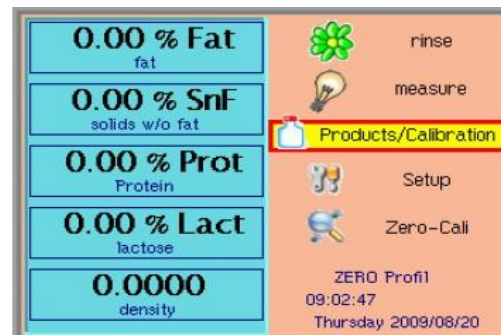 0.00 % Fat
fat
0.00 % SnF
solids w/o fat
0.00 % Prot
Protein
0.00 % Lact
lactose
0.0000
density
rinse
measure
Products/Calibration
Setup
Zero-Cali
ZERO Profil
09:02:47
Thursday 2009/08/20